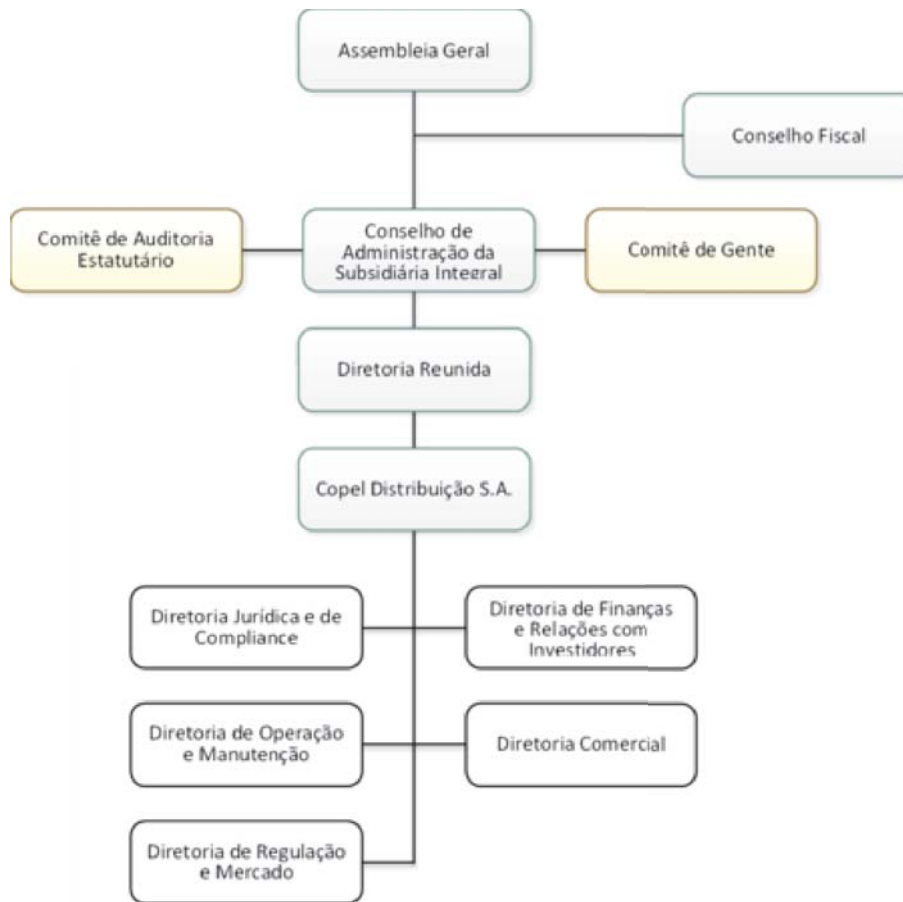 Assembleia Geral
Conselho Fiscal
Comitê de Auditoria
Estatutário
Conselho de
Administração da
Subsidiária Integral
Comitê de Gente
Diretoria Reunida
Copel Distribuição S.A.
Diretoria Jurídica e de
Compliance
Diretoria de Finanças
e Relações com
Investidores
Diretoria de Operação
e Manutenção
Diretoria Comercial
Diretoria de Regulação
e Mercado